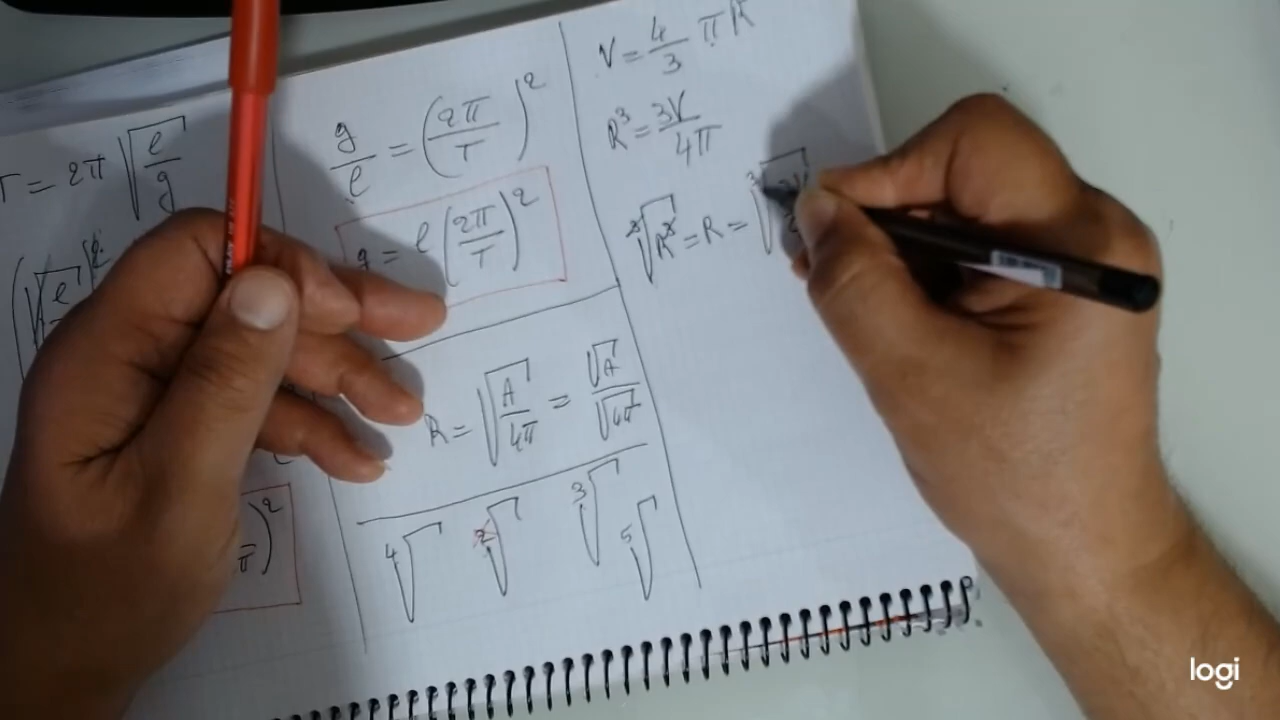 T = 2π √(e/g)
g/e = (2π/T)²
g = e(2π/T)²
R = √(A/4π) = √A/√4π
⁴√ ²√ ³√ ⁵√
V = 4/3 π R
R³ = 3V/4π
³√R³ = R = ³√
logi